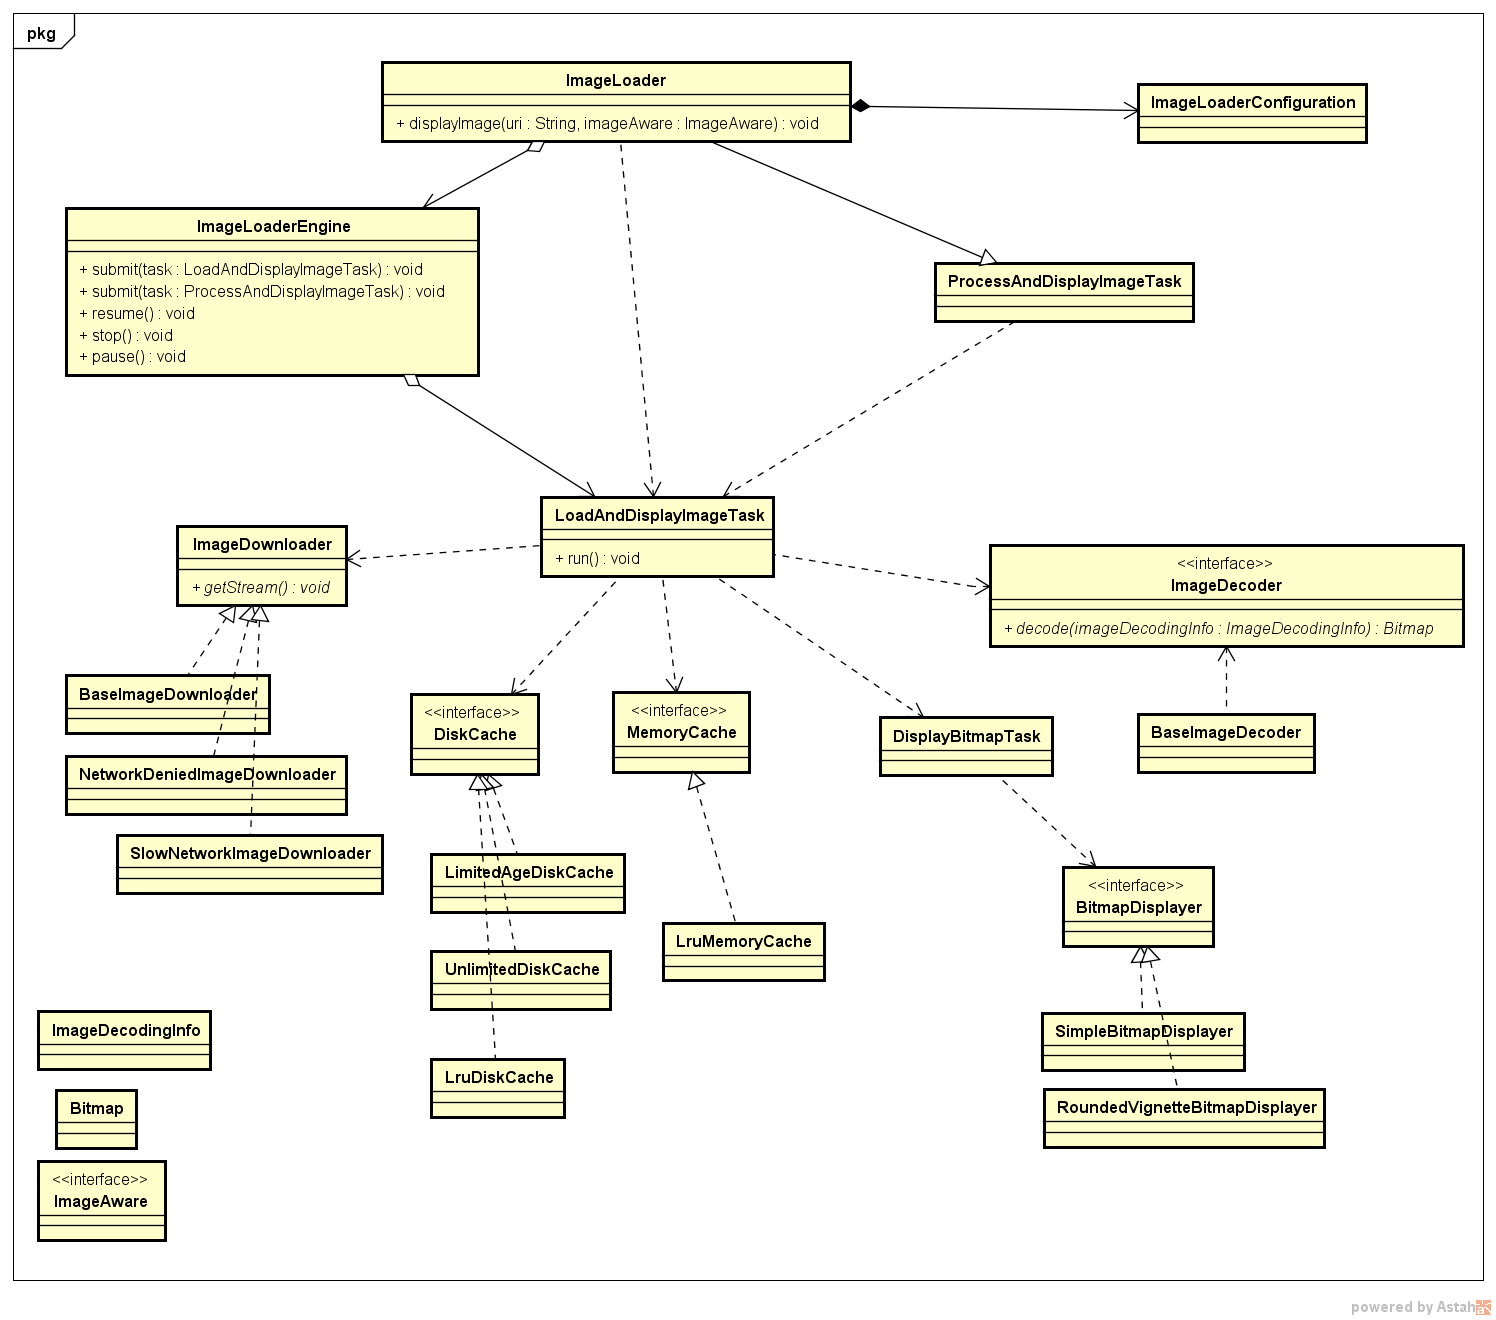 pkg
ImageLoader
+ displayImage(uri : String, imageAware : ImageAware) : void
ImageLoaderConfiguration
ImageLoaderEngine
+ submit(task : LoadAndDisplayImageTask) : void
+ submit(task : ProcessAndDisplayImageTask) : void
+ resume() : void
+ stop() : void
+ pause() : void
ProcessAndDisplayImageTask
LoadAndDisplayImageTask
+ run() : void
ImageDownloader
+ getStream() : void
<<interface>>
ImageDecoder
+ decode(imageDecodingInfo : ImageDecodingInfo) : Bitmap
BaseImageDownloader
NetworkDeniedImageDownloader
SlowNetworkImageDownloader
<<interface>>
DiskCache
<<interface>>
MemoryCache
DisplayBitmapTask
BaseImageDecoder
LimitedAgeDiskCache
UnlimitedDiskCache
LruDiskCache
LruMemoryCache
<<interface>>
BitmapDisplayer
SimpleBitmapDisplayer
RoundedVignetteBitmapDisplayer
ImageDecodingInfo
Bitmap
<<interface>>
ImageAware
powered by Astah